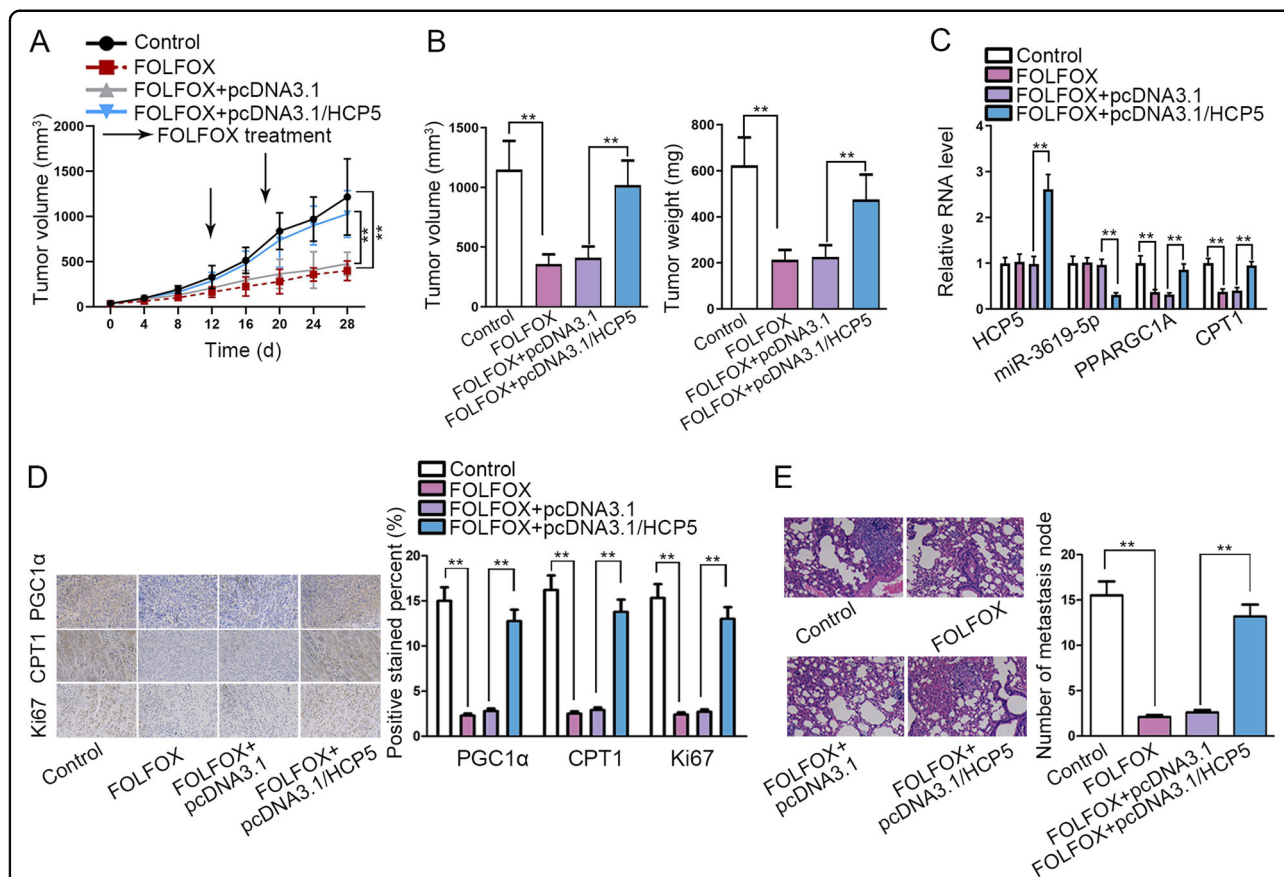 A
Control
FOLFOX
FOLFOX+pcDNA3.1
FOLFOX+pcDNA3.1/HCP5
FOLFOX treatment
Tumor volume (mm³)
2000
1500
1000
500
0
0 4 8 12 16 20 24 28
Time (d)
**
**
B
Tumor volume (mm³)
1500
1000
500
0
**
**
Control
FOLFOX
FOLFOX+pcDNA3.1
FOLFOX+pcDNA3.1/HCP5
Tumor weight (mg)
800
600
400
200
0
**
**
Control
FOLFOX
FOLFOX+pcDNA3.1
FOLFOX+pcDNA3.1/HCP5
C
Control
FOLFOX
FOLFOX+pcDNA3.1
FOLFOX+pcDNA3.1/HCP5
Relative RNA level
4
3
2
1
0
**
**
** **
** **
HCP5
miR-3619-5p
PPARGC1A
CPT1
D
PGC1α
CPT1
Ki67
Control
FOLFOX
FOLFOX+
pcDNA3.1
FOLFOX+
pcDNA3.1/HCP5
Control
FOLFOX
FOLFOX+pcDNA3.1
FOLFOX+pcDNA3.1/HCP5
Positive stained percent (%)
20
15
10
5
0
** ** ** ** ** **
PGC1α CPT1 Ki67
E
Control
FOLFOX
FOLFOX+
pcDNA3.1
FOLFOX+
pcDNA3.1/HCP5
Number of metastasis node
20
15
10
5
0
**
**
Control
FOLFOX
FOLFOX+pcDNA3.1
FOLFOX+pcDNA3.1/HCP5